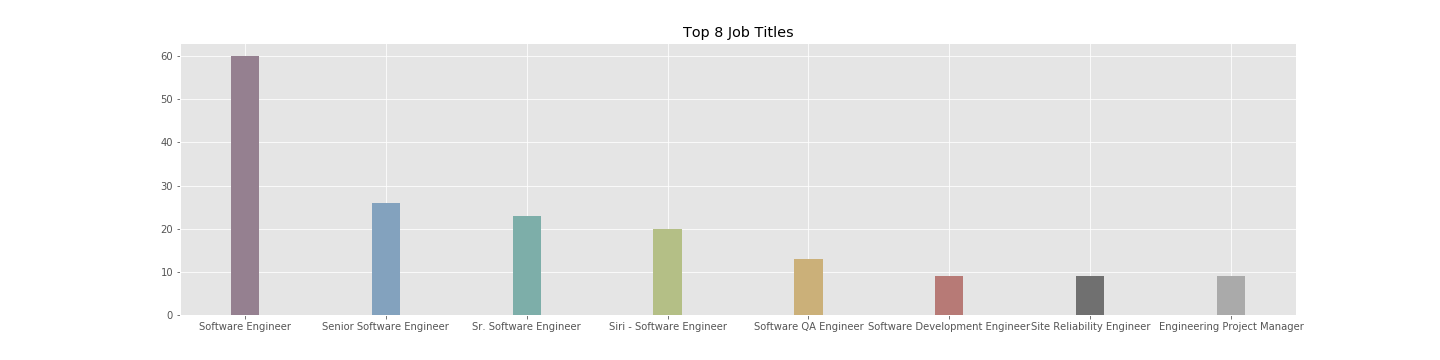 Top 8 Job Titles
60
50
40
30
20
10
0
Software Engineer
Senior Software Engineer
Sr. Software Engineer
Siri - Software Engineer
Software QA Engineer
Software Development Engineer
Site Reliability Engineer
Engineering Project Manager